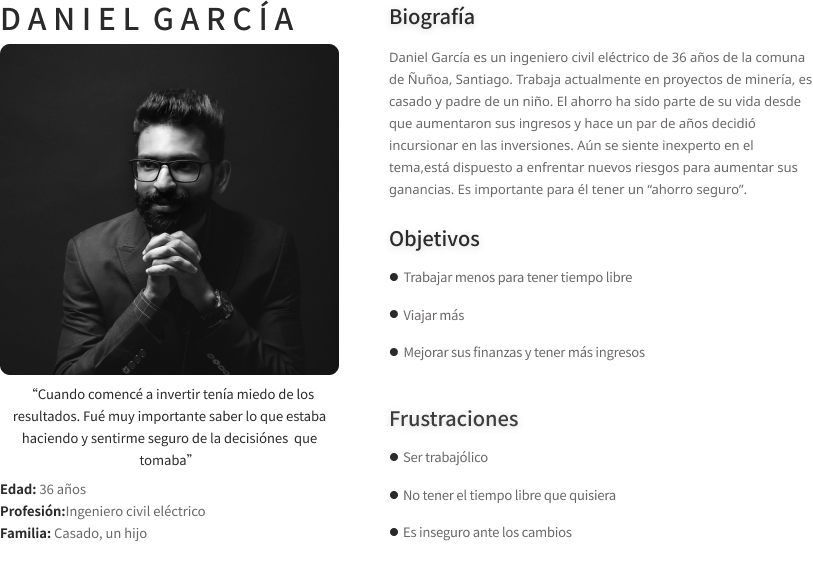 DANIEL GARCÍA
“Cuando comencé a invertir tenía miedo de los
resultados. Fué muy importante saber lo que estaba
haciendo y sentirme seguro de la decisiónes  que
tomaba”
Edad: 36 años
Profesión:Ingeniero civil eléctrico
Familia: Casado, un hijo
Biografía
Daniel García es un ingeniero civil eléctrico de 36 años de la comuna
de Ñuñoa, Santiago. Trabaja actualmente en proyectos de minería, es
casado y padre de un niño. El ahorro ha sido parte de su vida desde
que aumentaron sus ingresos y hace un par de años decidió
incursionar en las inversiones. Aún se siente inexperto en el
tema,está dispuesto a enfrentar nuevos riesgos para aumentar sus
ganancias. Es importante para él tener un “ahorro seguro”.
Objetivos
● Trabajar menos para tener tiempo libre
● Viajar más
● Mejorar sus finanzas y tener más ingresos
Frustraciones
● Ser trabajólico
● No tener el tiempo libre que quisiera
● Es inseguro ante los cambios